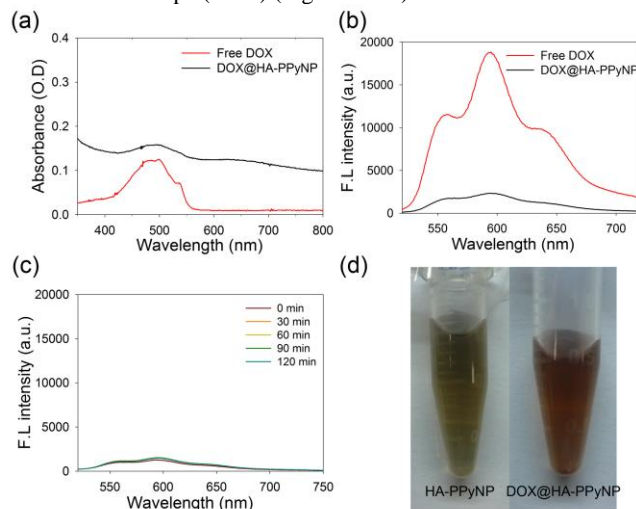 (a)
0.4
0.3
0.2
0.1
0.0
Absorbance (O.D)
Free DOX
DOX@HA-PPyNP
400 500 600 700 800
Wavelength (nm)
(b)
20000
15000
10000
5000
0
F.L intensity (a.u.)
Free DOX
DOX@HA-PPyNP
550 600 650 700
Wavelength (nm)
(c)
20000
15000
10000
5000
0
F.L intensity (a.u.)
0 min
30 min
60 min
90 min
120 min
550 600 650 700 750
Wavelength (nm)
(d)
HA-PPyNP
DOX@HA-PPyNP